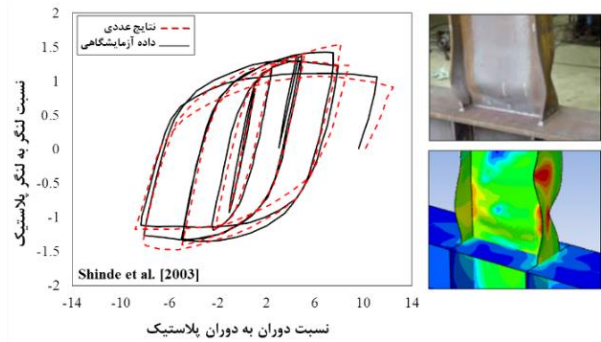 نتایج عددی
داده آزمایشگاهی
نسبت لنگر به لنگر پلاستیک
2
1.5
1
0.5
0
-0.5
-1
-1.5
-2
Shinde et al. [2003]
-14 -10 -6 -2 2 6 10 14
نسبت دوران به دوران پلاستیک